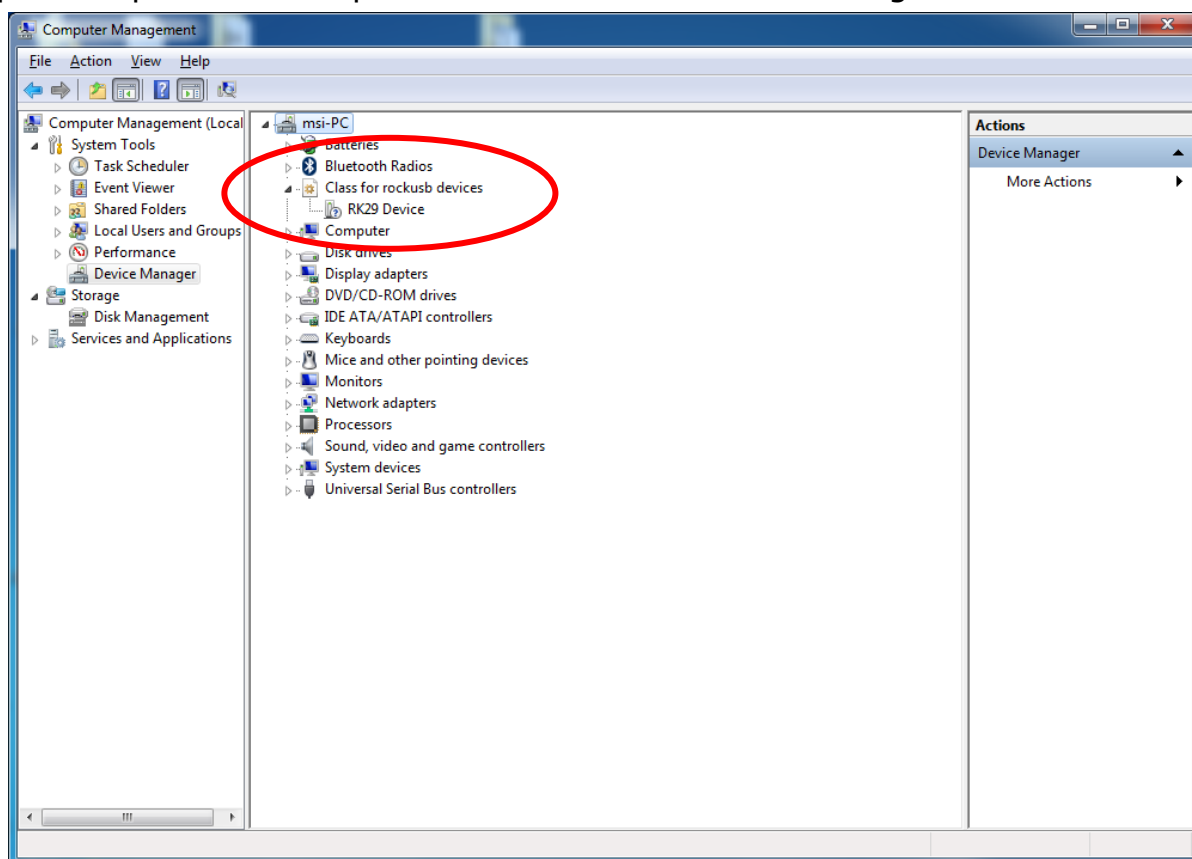 Computer Management
File Action View Help
Computer Management (Local
System Tools
Task Scheduler
Event Viewer
Shared Folders
Local Users and Groups
Performance
Device Manager
Storage
Disk Management
Services and Applications
msi-PC
Batteries
Bluetooth Radios
Class for rockusb devices
RK29 Device
Computer
Disk drives
Display adapters
DVD/CD-ROM drives
IDE ATA/ATAPI controllers
Keyboards
Mice and other pointing devices
Monitors
Network adapters
Processors
Sound, video and game controllers
System devices
Universal Serial Bus controllers
Actions
Device Manager
More Actions